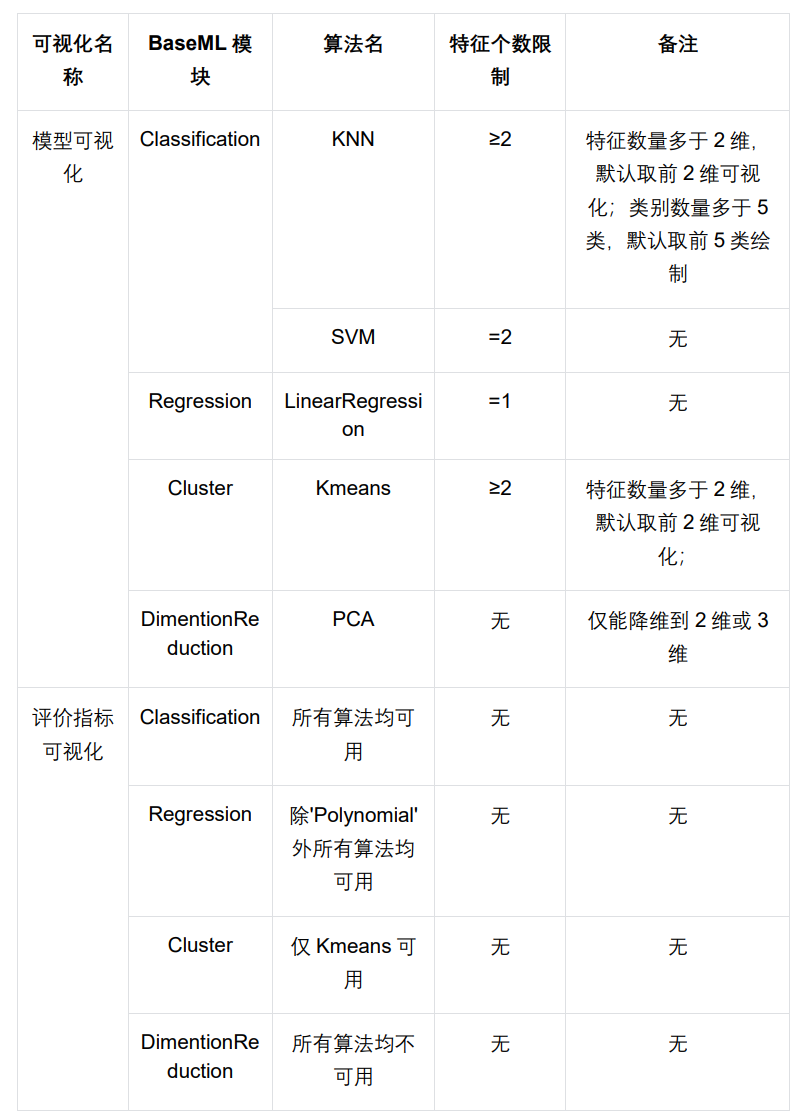 可视化名
称
BaseML 模
块
算法名
特征个数限
制
备注
模型可视
化
Classification
KNN
≥2
特征数量多于 2 维，
默认取前 2 维可视
化；类别数量多于 5
类，默认取前 5 类绘
制
SVM
=2
无
Regression
LinearRegressi
on
=1
无
Cluster
Kmeans
≥2
特征数量多于 2 维，
默认取前 2 维可视
化；
DimentionRe
duction
PCA
无
仅能降维到 2 维或 3
维
评价指标
可视化
Classification
所有算法均可
用
无
无
Regression
除'Polynomial'
外所有算法均
可用
无
无
Cluster
仅 Kmeans 可
用
无
无
DimentionRe
duction
所有算法均不
可用
无
无